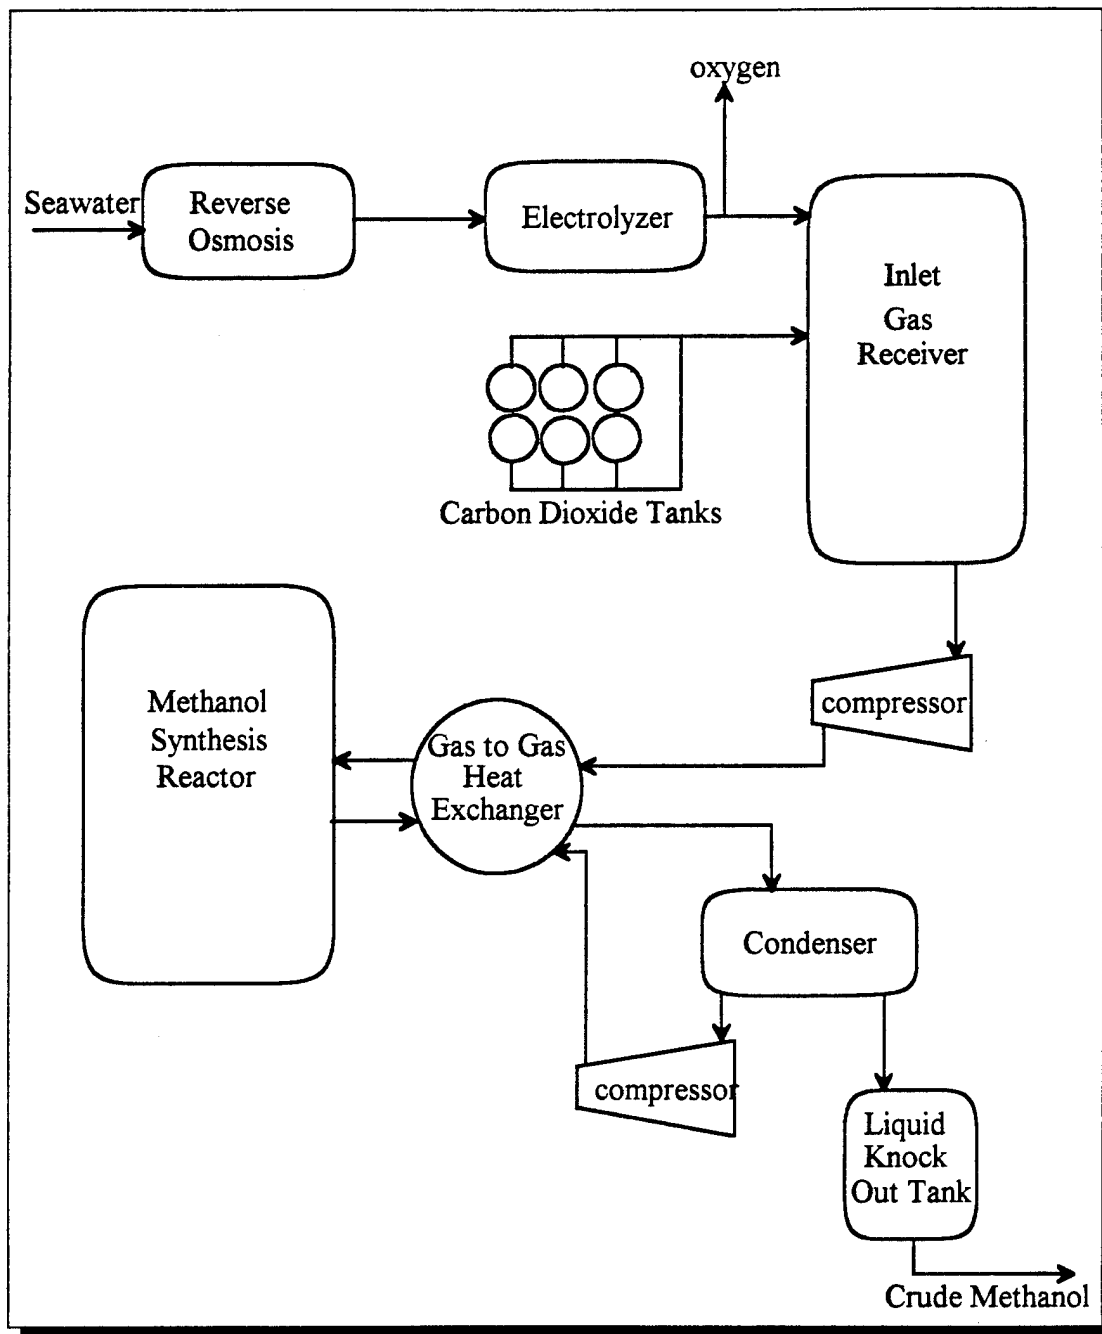 oxygen
Seawater
Reverse
Osmosis
Electrolyzer
Inlet
Gas
Receiver
Carbon Dioxide Tanks
compressor
Methanol
Synthesis
Reactor
Gas to Gas
Heat
Exchanger
Condenser
compressor
Liquid
Knock
Out Tank
Crude Methanol